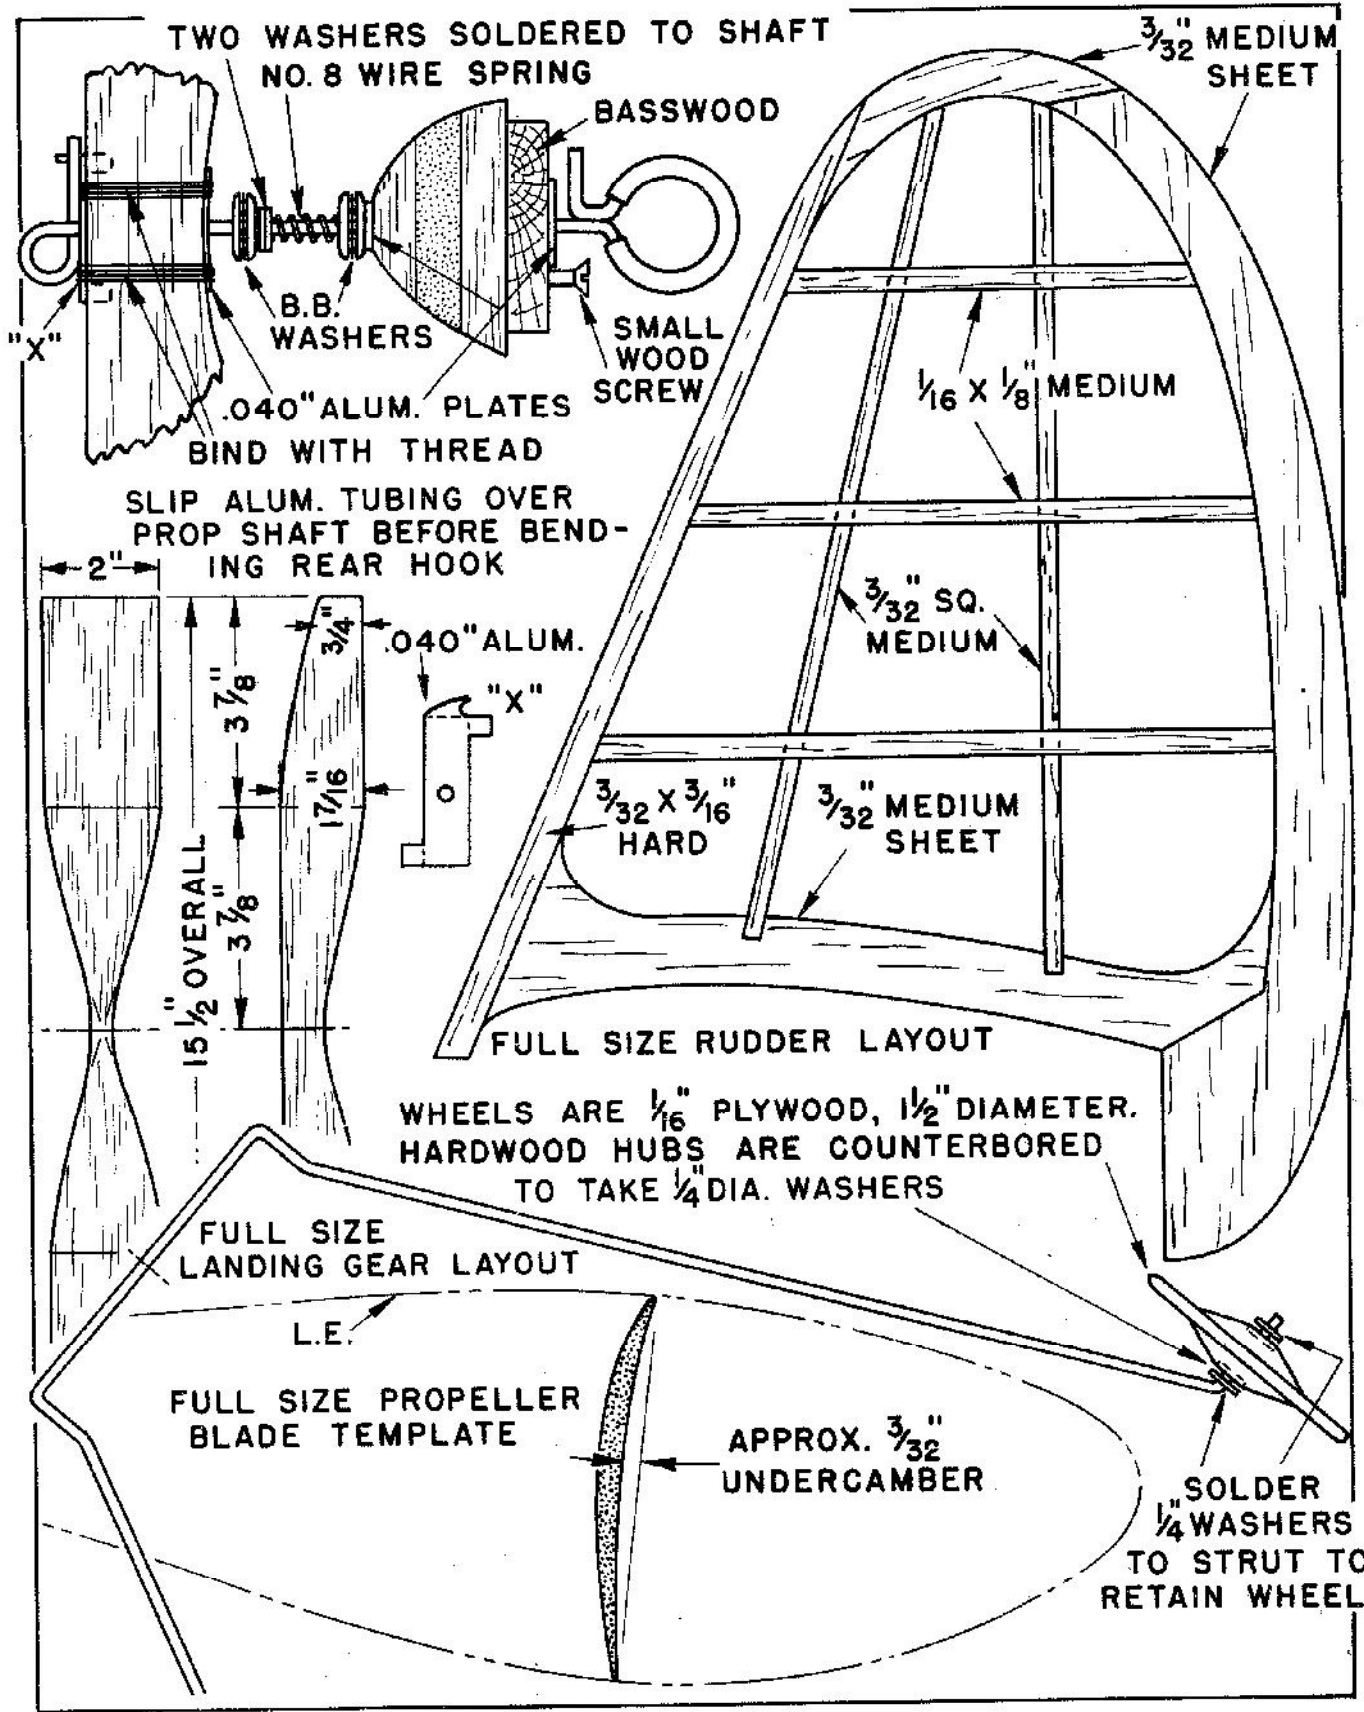 TWO WASHERS SOLDERED TO SHAFT
NO. 8 WIRE SPRING
BASSWOOD
3/32" MEDIUM
SHEET
"X"
B.B.
WASHERS
SMALL
WOOD
SCREW
.040" ALUM. PLATES
BIND WITH THREAD
1/16 X 1/8" MEDIUM
SLIP ALUM. TUBING OVER
PROP SHAFT BEFORE BEND-
ING REAR HOOK
2"
3 7/8"
3/4"
.040" ALUM.
"X"
3/32" SQ.
MEDIUM
1 7/16"
3/32 X 3/16"
HARD
3/32" MEDIUM
SHEET
15 1/2" OVERALL
3 7/8"
FULL SIZE RUDDER LAYOUT
WHEELS ARE 1/16" PLYWOOD, 1 1/2" DIAMETER.
HARDWOOD HUBS ARE COUNTERBORED
TO TAKE 1/4" DIA. WASHERS
FULL SIZE
LANDING GEAR LAYOUT
L.E.
FULL SIZE PROPELLER
BLADE TEMPLATE
APPROX. 3/32"
UNDERCAMBER
SOLDER
1/4" WASHERS
TO STRUT TO
RETAIN WHEEL